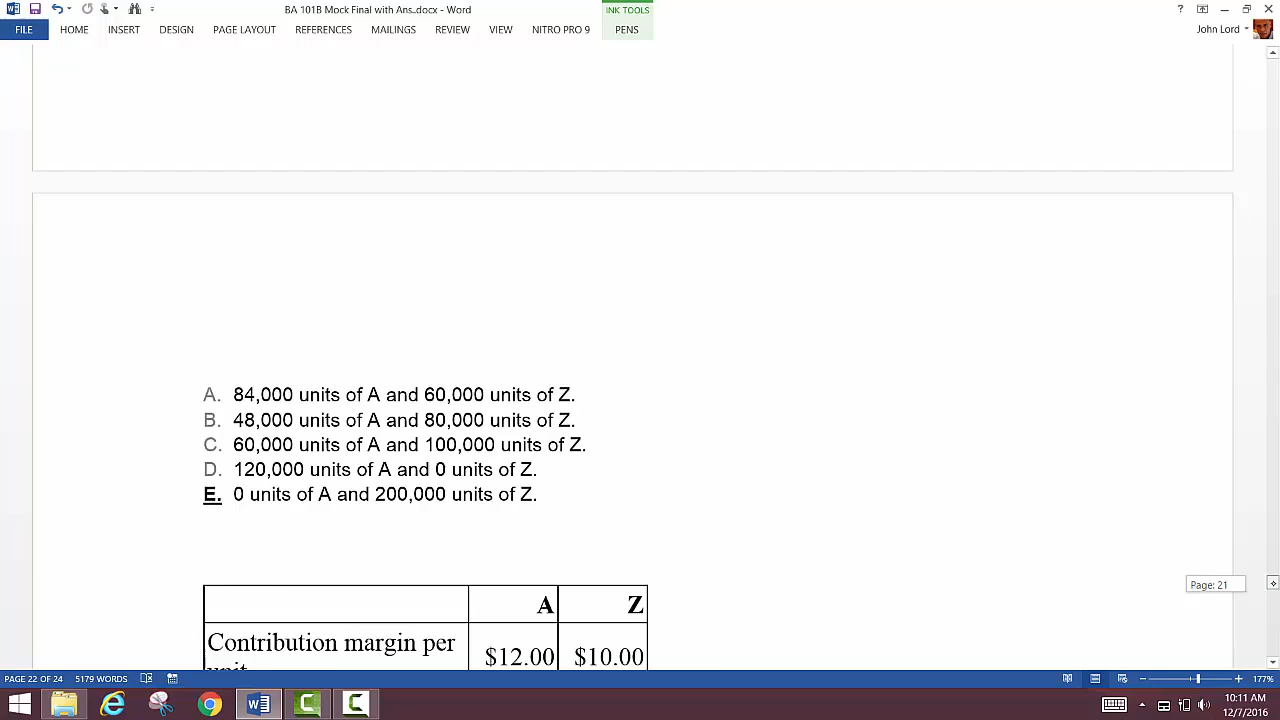 BA 101B Mock Final with Ans..docx - Word
INK TOOLS
?
FILE HOME INSERT DESIGN PAGE LAYOUT REFERENCES MAILINGS REVIEW VIEW NITRO PRO 9 PENS
John Lord
A. 84,000 units of A and 60,000 units of Z.
B. 48,000 units of A and 80,000 units of Z.
C. 60,000 units of A and 100,000 units of Z.
D. 120,000 units of A and 0 units of Z.
E. 0 units of A and 200,000 units of Z.
Page: 21
A Z
Contribution margin per
unit
$12.00 $10.00
PAGE 22 OF 24 5179 WORDS
177%
10:11 AM
12/7/2016